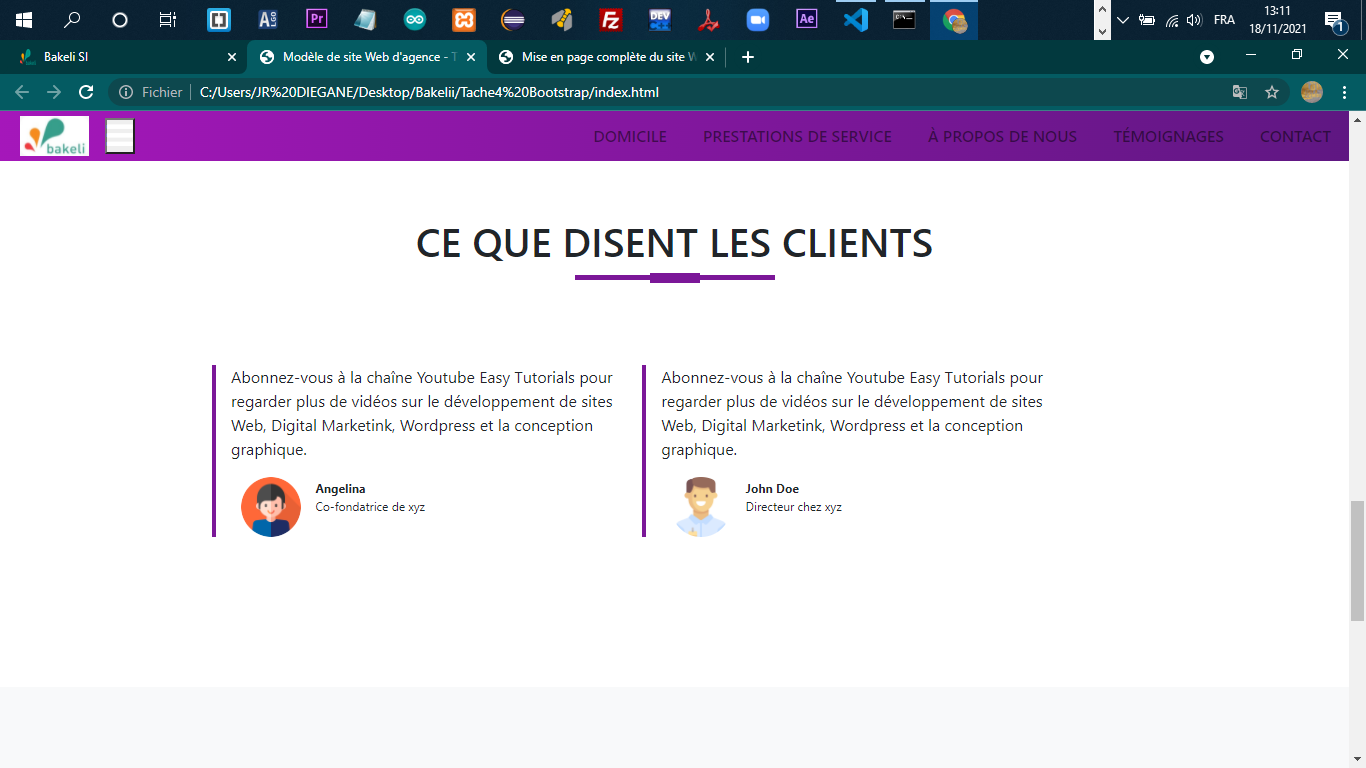 FRA
13:11
18/11/2021
1
Bakeli SI
Modèle de site Web d'agence - T
Mise en page complète du site W
Fichier
C:/Users/JR%20DIEGANE/Desktop/Bakelii/Tache4%20Bootstrap/index.html
bakeli
DOMICILE PRESTATIONS DE SERVICE À PROPOS DE NOUS TÉMOIGNAGES CONTACT
CE QUE DISENT LES CLIENTS
Abonnez-vous à la chaîne Youtube Easy Tutorials pour
regarder plus de vidéos sur le développement de sites
Web, Digital Marketink, Wordpress et la conception
graphique.
Angelina
Co-fondatrice de xyz
Abonnez-vous à la chaîne Youtube Easy Tutorials pour
regarder plus de vidéos sur le développement de sites
Web, Digital Marketink, Wordpress et la conception
graphique.
John Doe
Directeur chez xyz